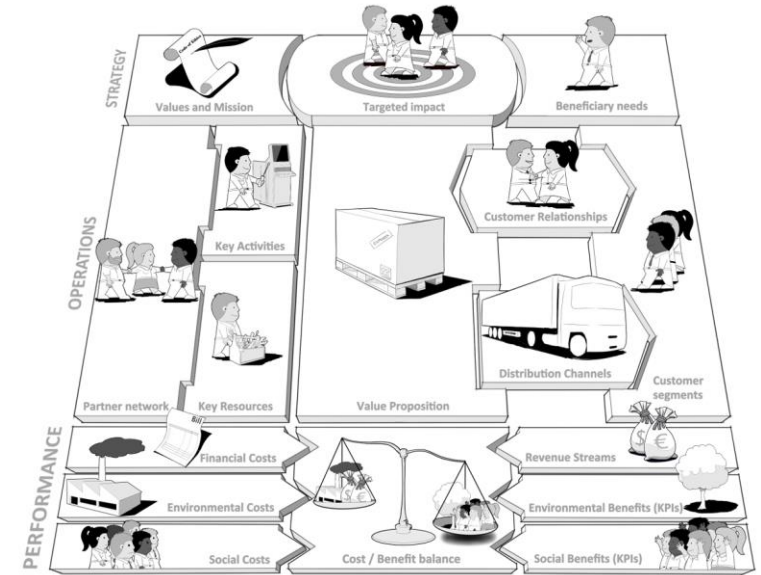 STRATEGY
Values and Mission
Targeted impact
Beneficiary needs
OPERATIONS
Key Activities
Customer Relationships
Distribution Channels
Partner network
Key Resources
Value Proposition
Customer
segments
PERFORMANCE
Bill
Financial Costs
$ €
Revenue Streams
$ €
Environmental Costs
Environmental Benefits (KPIs)
Social Costs
Cost / Benefit balance
Social Benefits (KPIs)